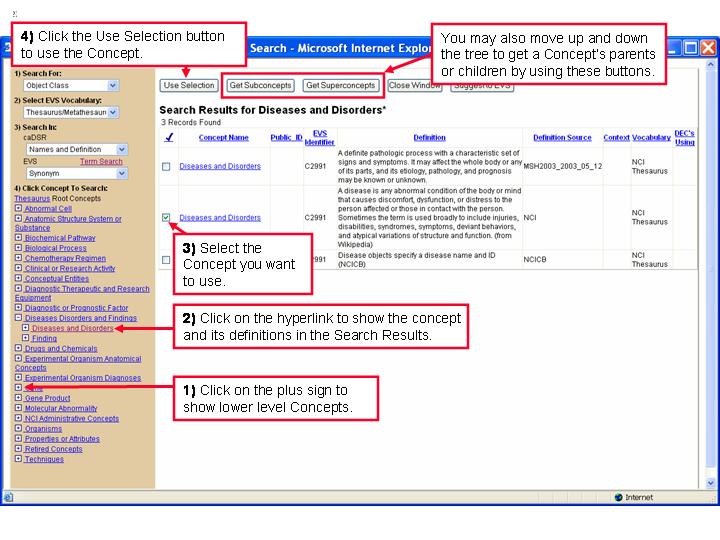 4) Click the Use Selection button
to use the Concept.
Search - Microsoft Internet Explor
You may also move up and down
the tree to get a Concept's parents
or children by using these buttons.
1) Search For:
Object Class
2) Select EVS Vocabulary:
Thesaurus/Metathesaun
3) Search In:
caDSR
Names and Definition
EVS Term Search
Synonym
4) Click Concept To Search:
Thesaurus Root Concepts
Abnormal Cell
Anatomic Structure System or
Substance
Biochemical Pathway
Biological Process
Chemotherapy Regimen
Clinical or Research Activity
Conceptual Entities
Diagnostic Therapeutic and Research
Equipment
Diagnostic or Prognostic Factor
Diseases Disorders and Findings
Diseases and Disorders
Finding
Drugs and Chemicals
Experimental Organism Anatomical
Concepts
Experimental Organism Diagnoses
Gene Product
Molecular Abnormality
NCI Administrative Concepts
Organisms
Properties or Attributes
Retired Concepts
Techniques
Use Selection Get Subconcepts Get Superconcepts Close Window Suggest to EVS
Search Results for Diseases and Disorders*
3 Records Found
Concept Name Public_ID EVS Identifier Definition Definition Source Context Vocabulary DEC's Using
Diseases and Disorders C2991 MSH2003_2003_05_12 NCI Thesaurus
A definite pathologic process with a characteristic set of
signs and symptoms. It may affect the whole body or any
of its parts, and its etiology, pathology, and prognosis
may be known or unknown.
Diseases and Disorders C2991 NCI NCI Thesaurus
A disease is any abnormal condition of the body or mind
that causes discomfort, dysfunction, or distress to the
person affected or those in contact with the person.
Sometimes the term is used broadly to include injuries,
disabilities, syndromes, symptoms, deviant behaviors,
and atypical variations of structure and function. (from
Wikipedia)
2991 NCICB NCI Thesaurus
Disease objects specify a disease name and ID
(NCICB)
3) Select the
Concept you want
to use.
2) Click on the hyperlink to show the concept
and its definitions in the Search Results.
1) Click on the plus sign to
show lower level Concepts.
Internet